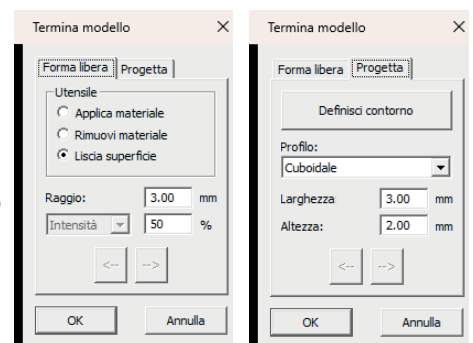 Termina modello
Forma libera
Progetta
Utensile
Applica materiale
Rimuovi materiale
Liscia superficie
Raggio: 3.00 mm
Intensità 50 %
<-- -->
OK Annulla
Termina modello
Forma libera
Progetta
Definisci contorno
Profilo:
Cuboidale
Larghezza 3.00 mm
Altezza: 2.00 mm
<-- -->
OK Annulla